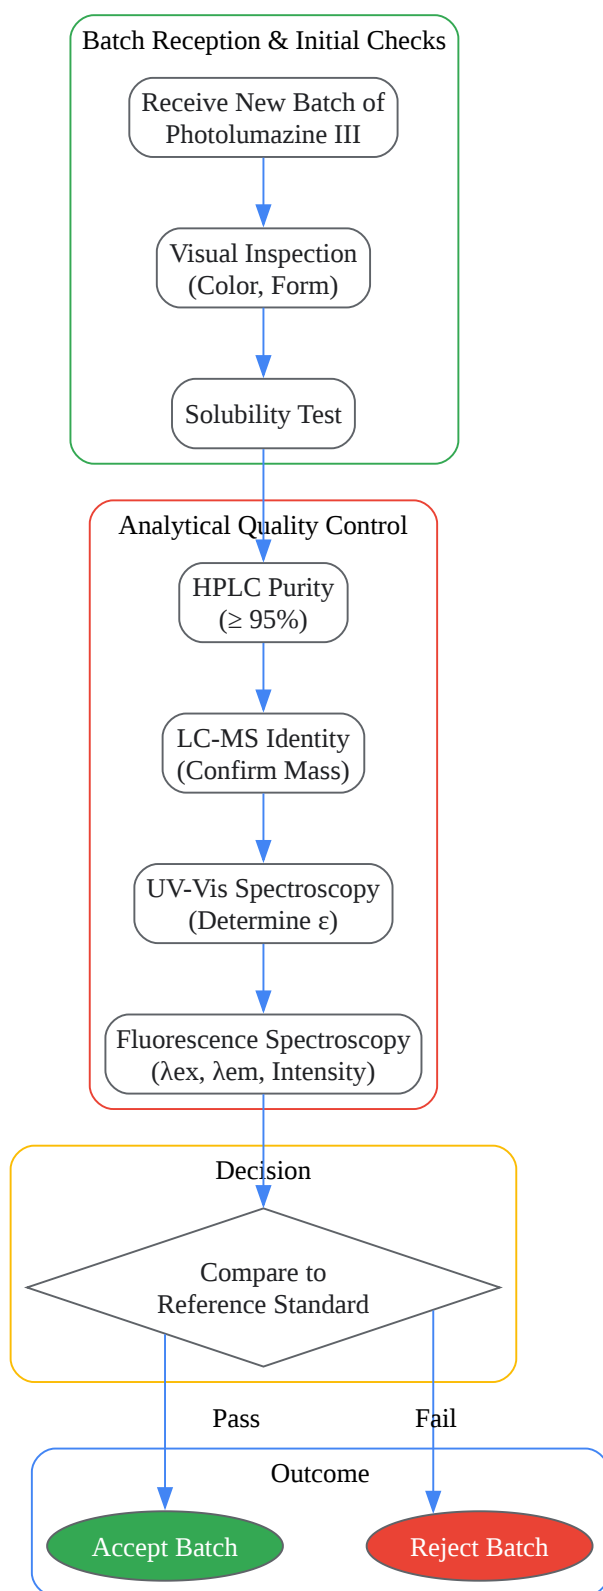 Batch Reception & Initial Checks
Receive New Batch of
Photolumazine III
Visual Inspection
(Color, Form)
Solubility Test
Analytical Quality Control
HPLC Purity
(≥ 95%)
LC-MS Identity
(Confirm Mass)
UV-Vis Spectroscopy
(Determine ε)
Fluorescence Spectroscopy
(λex, λem, Intensity)
Decision
Compare to
Reference Standard
Pass
Fail
Outcome
Accept Batch
Reject Batch